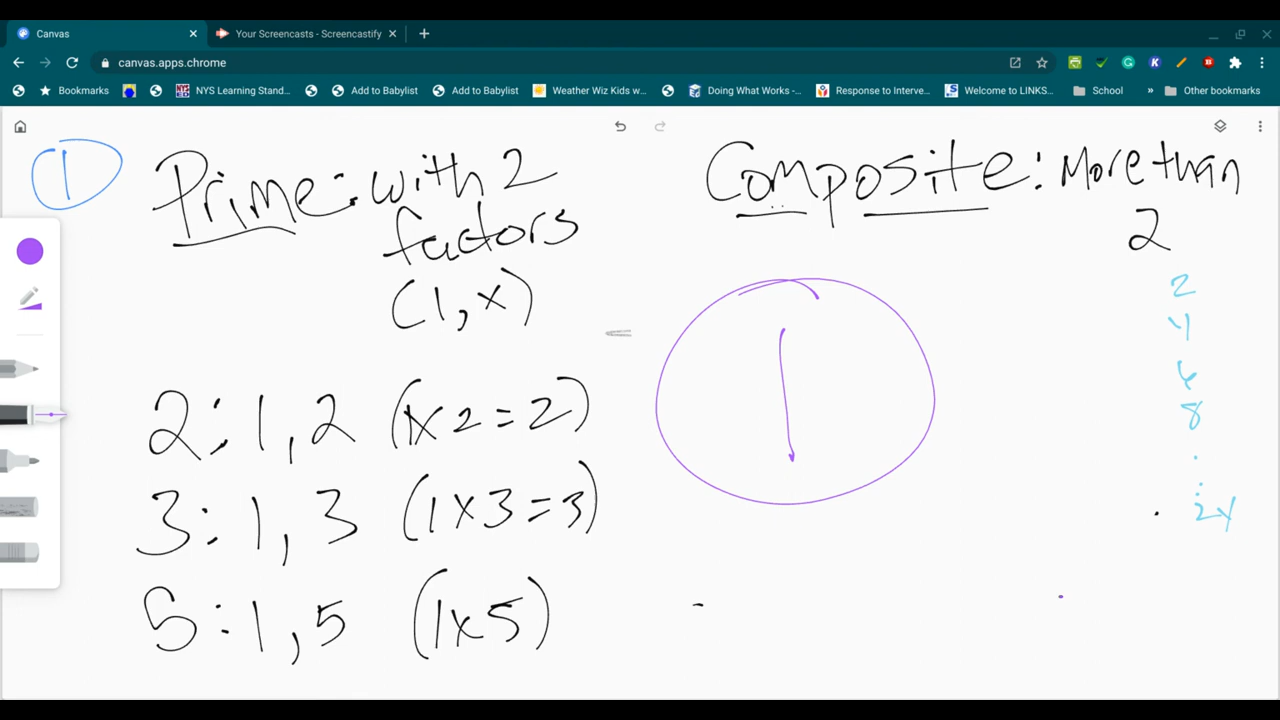 Canvas
Your Screencasts - Screencastify
canvas.apps.chrome
Bookmarks
NYS Learning Stand...
Add to Babylist
Add to Babylist
Weather Wiz Kids w...
Doing What Works -...
Response to Interve...
Welcome to LINKS...
School
»
Other bookmarks
1
Prime: with 2
factors
(1, x)
2: 1, 2 (1x2=2)
3: 1, 3 (1x3=3)
5: 1, 5 (1x5)
Composite: More than
2
1
2
4
6
8